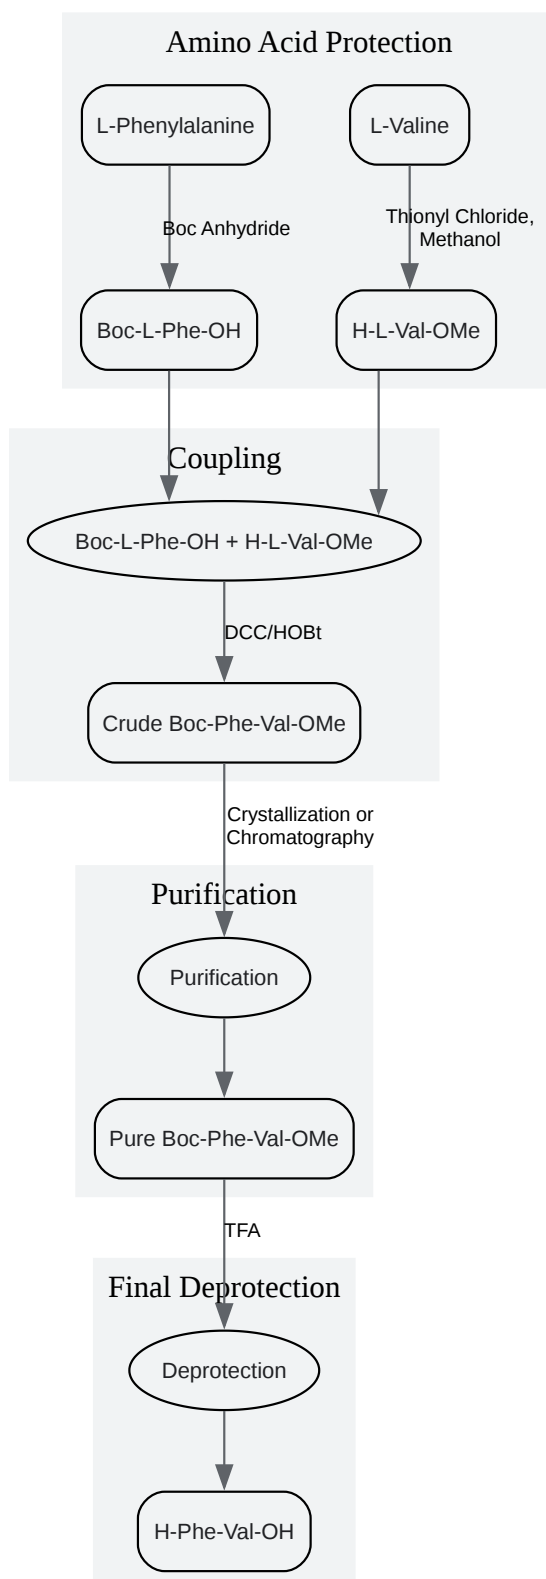 Amino Acid Protection
L-Phenylalanine
L-Valine
Boc Anhydride
Thionyl Chloride,
Methanol
Boc-L-Phe-OH
H-L-Val-OMe
Coupling
Boc-L-Phe-OH + H-L-Val-OMe
DCC/HOBt
Crude Boc-Phe-Val-OMe
Crystallization or
Chromatography
Purification
Purification
Pure Boc-Phe-Val-OMe
TFA
Final Deprotection
Deprotection
H-Phe-Val-OH